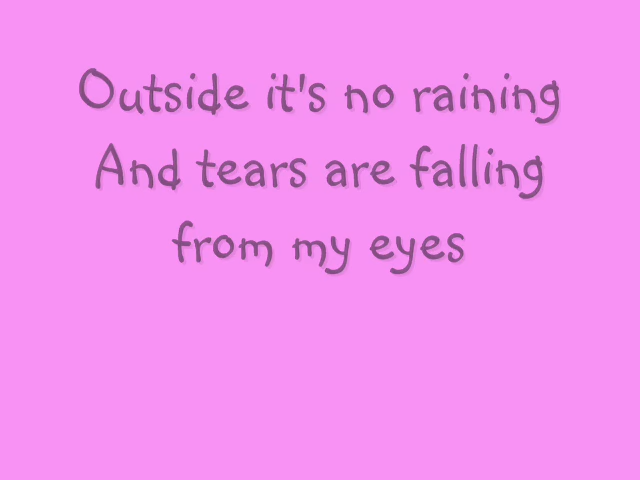 Outside it's no raining
And tears are falling
from my eyes